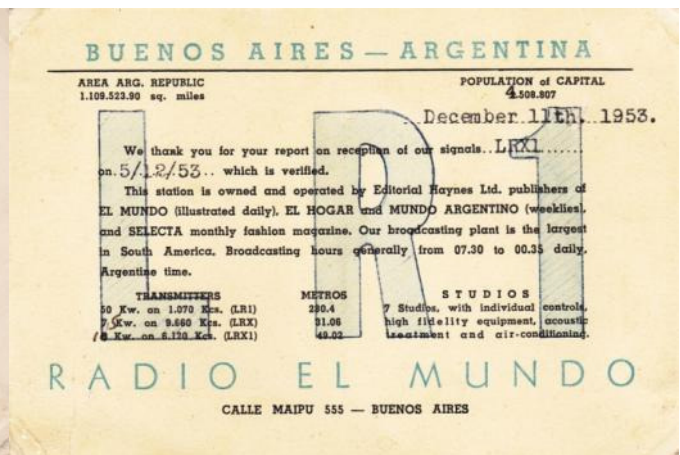 BUENOS AIRES — ARGENTINA
AREA ARG. REPUBLIC
1.109.523.90 sq. miles
POPULATION of CAPITAL
4.508.807
December 11th. 1953.
LR1
We thank you for your report on reception of our signals LRX1
on 5/12/53 which is verified.
This station is owned and operated by Editorial Haynes Ltd. publishers of
EL MUNDO (illustrated daily), EL HOGAR and MUNDO ARGENTINO (weeklies),
and SELECTA monthly fashion magazine. Our brodcasting plant is the largest
in South America. Broadcasting hours generally from 07.30 to 00.35 daily,
Argentine time.
TRANSMITTERS METROS
50 Kw. on 1.070 Kcs. (LR1) 280.4
Kw. on 9.660 Kcs. (LRX) 31.06
Kw. on 6.120 Kcs. (LRX1) 49.02
STUDIOS
7 Studios, with individual controls,
high fidelity equipment, acoustic
treatment and air-conditioning.
RADIO EL MUNDO
CALLE MAIPU 555 — BUENOS AIRES